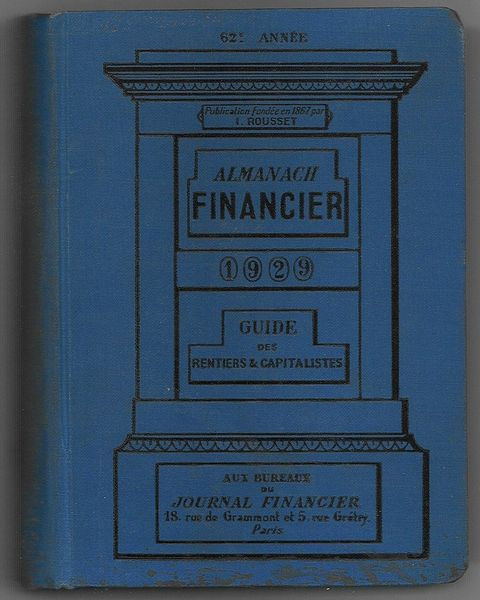 62ᵉ ANNÉE
Publication fondée en 1867 par
I. ROUSSET
ALMANACH
FINANCIER
1929
GUIDE
DES
RENTIERS & CAPITALISTES
AUX BUREAUX
DU
JOURNAL FINANCIER
18. rue de Grammont et 5. rue Grétry.
Paris